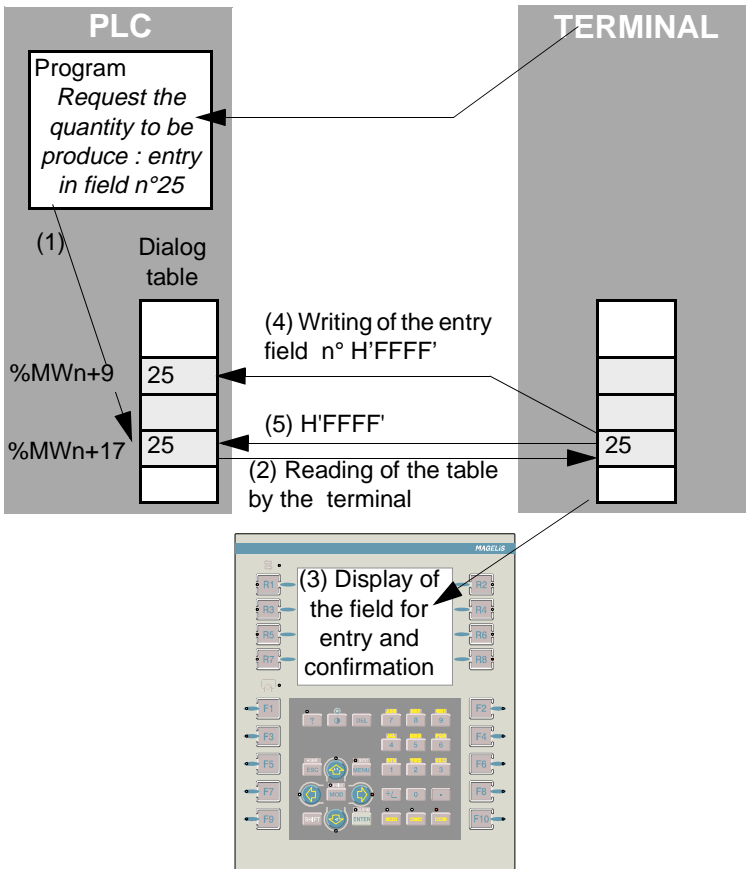 PLC
TERMINAL
Program
Request the
quantity to be
produce : entry
in field n°25
(1)
Dialog
table
(4) Writing of the entry
field n° H'FFFF'
%MWn+9
25
(5) H'FFFF'
%MWn+17
25
25
(2) Reading of the table
by the terminal
MAGELIS
(3) Display of
the field for
entry and
confirmation
R1
R2
R3
R4
R5
R6
R7
R8
F1
F2
F3
F4
F5
F6
F7
F8
F9
F10
? DEL 7 8 9
4 5 6
ESC MENU 1 2 3
MOD +/_ 0 .
SHIFT ENTER